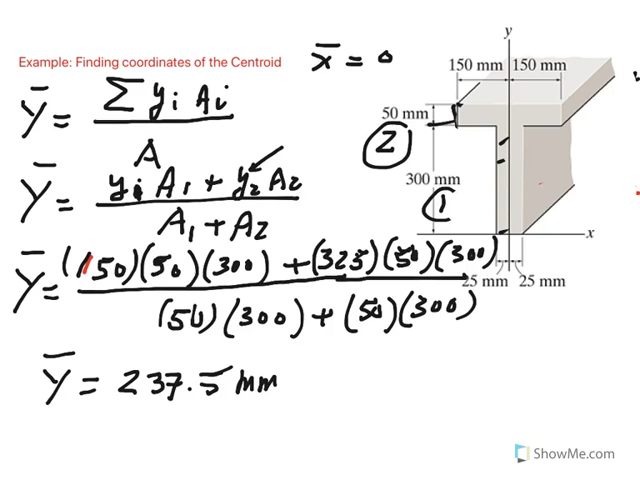 Example: Finding coordinates of the Centroid
x̄ = 0
Ȳ = Σ yi Ai / A
Ȳ = yi A1 + y2 A2 / A1 + A2
Ȳ = (150)(50)(300) + (325)(50)(300) / (50)(300) + (50)(300)
Ȳ = 237.5 mm
y
150 mm 150 mm
50 mm
2
300 mm
1
x
25 mm 25 mm
ShowMe.com